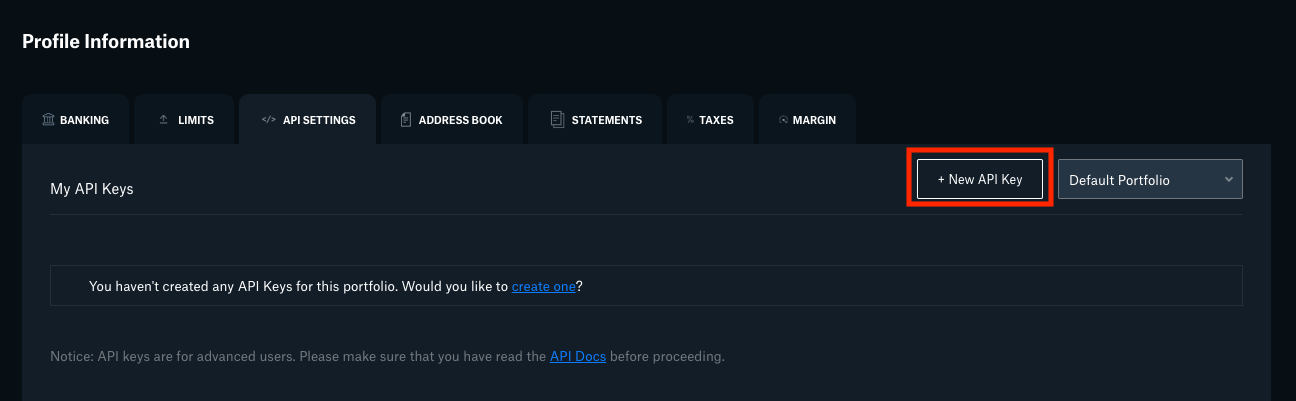 Profile Information
BANKING
LIMITS
</> API SETTINGS
ADDRESS BOOK
STATEMENTS
% TAXES
MARGIN
My API Keys
+ New API Key
Default Portfolio
You haven't created any API Keys for this portfolio. Would you like to create one?
Notice: API keys are for advanced users. Please make sure that you have read the API Docs before proceeding.